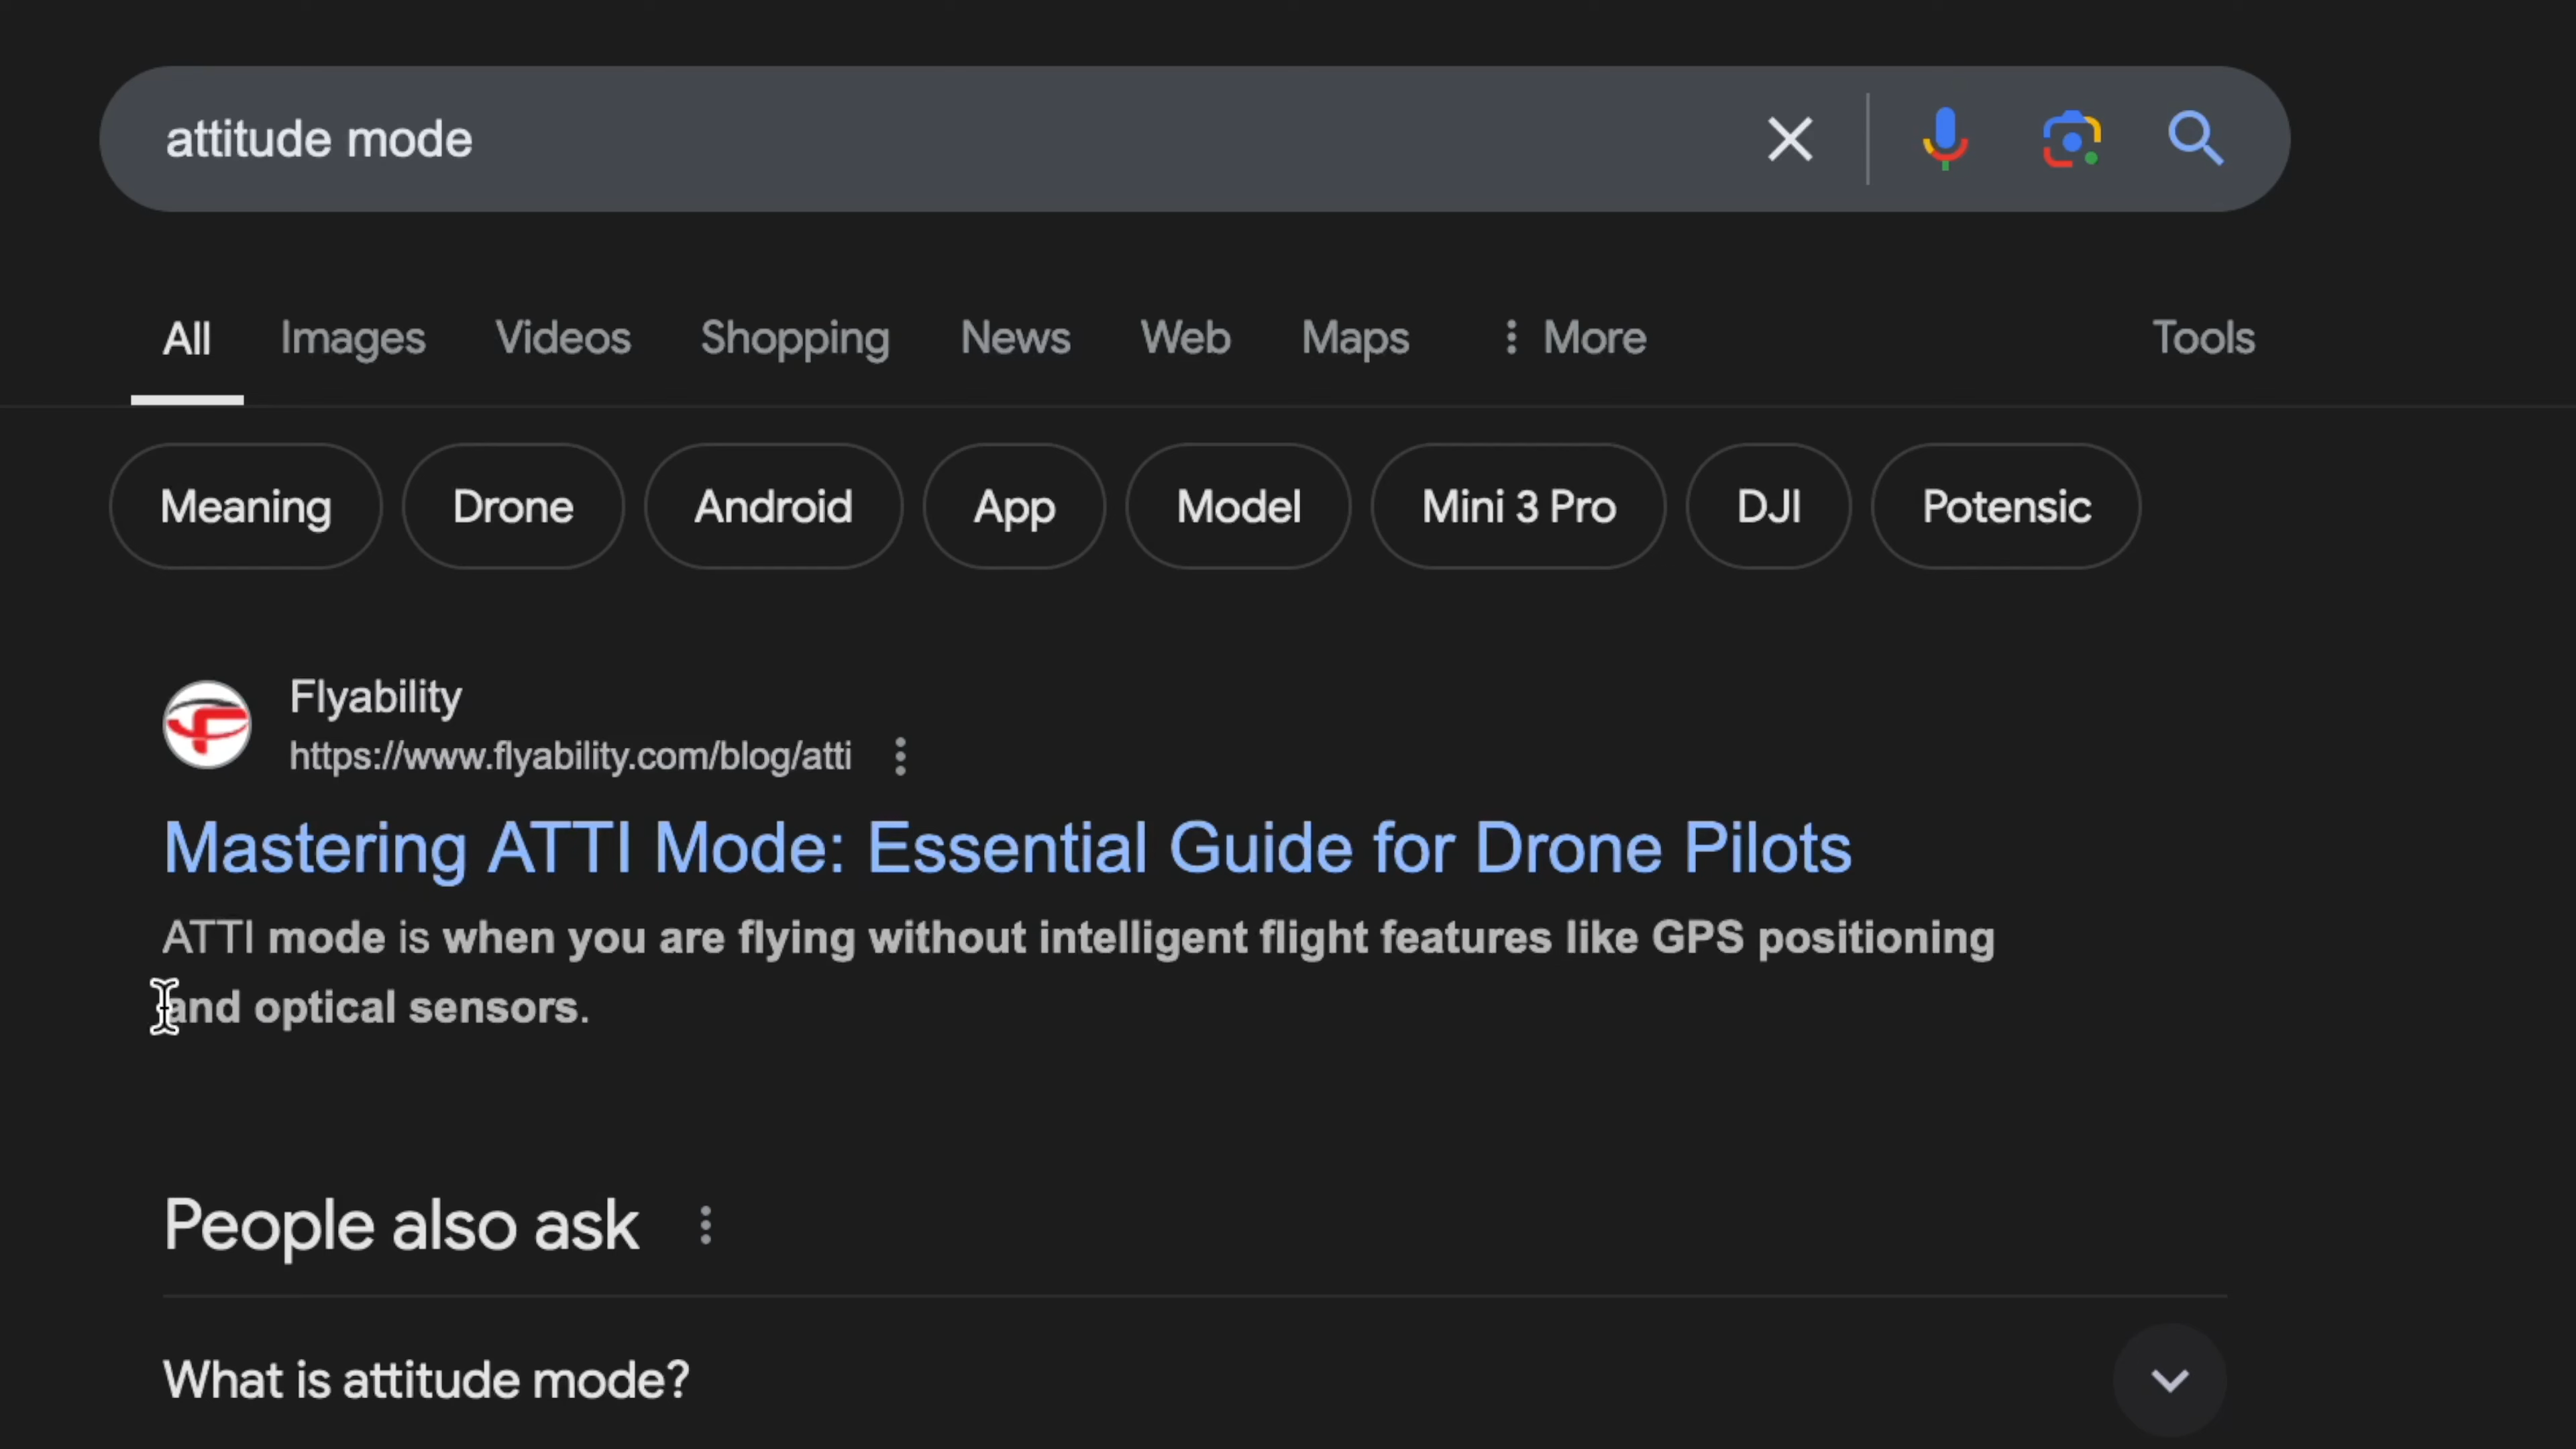 attitude mode
All Images Videos Shopping News Web Maps More Tools
Meaning Drone Android App Model Mini 3 Pro DJI Potensic
Flyability
https://www.flyability.com/blog/atti
Mastering ATTI Mode: Essential Guide for Drone Pilots
ATTI mode is when you are flying without intelligent flight features like GPS positioning
and optical sensors.
People also ask
What is attitude mode?